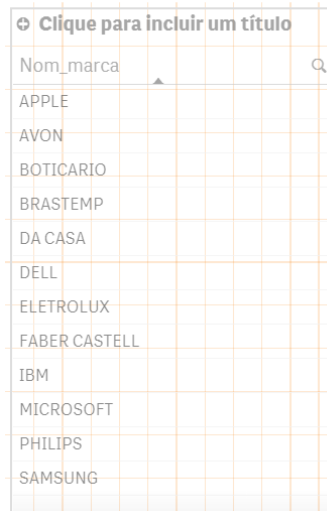 Clique para incluir um título
Nom_marca
APPLE
AVON
BOTICARIO
BRASTEMP
DA CASA
DELL
ELETROLUX
FABER CASTELL
IBM
MICROSOFT
PHILIPS
SAMSUNG